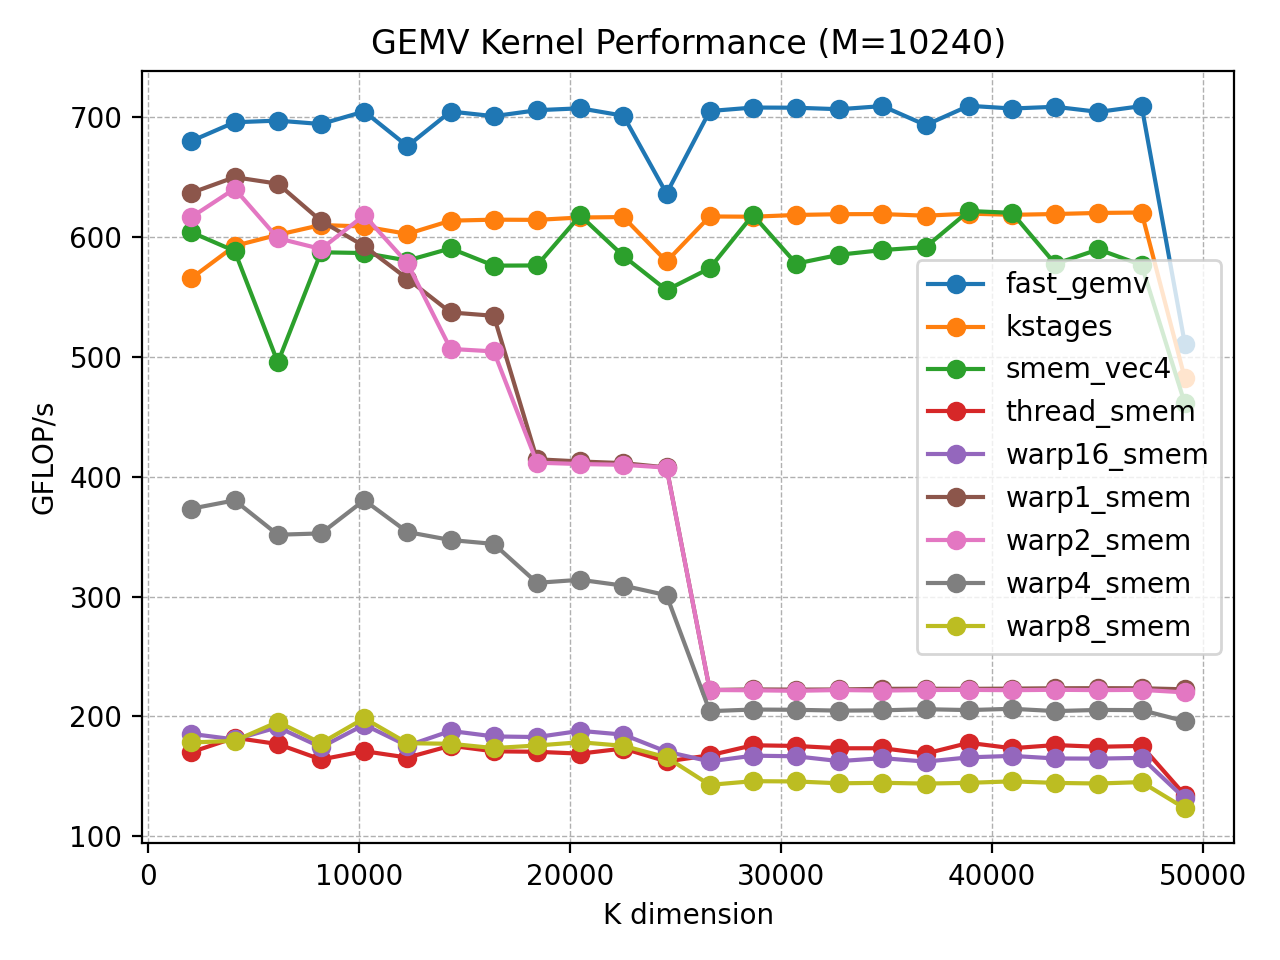 GEMV Kernel Performance (M=10240)
GFLOP/s
700
600
500
400
300
200
100
fast_gemv
kstages
smem_vec4
thread_smem
warp16_smem
warp1_smem
warp2_smem
warp4_smem
warp8_smem
0 10000 20000 30000 40000 50000
K dimension